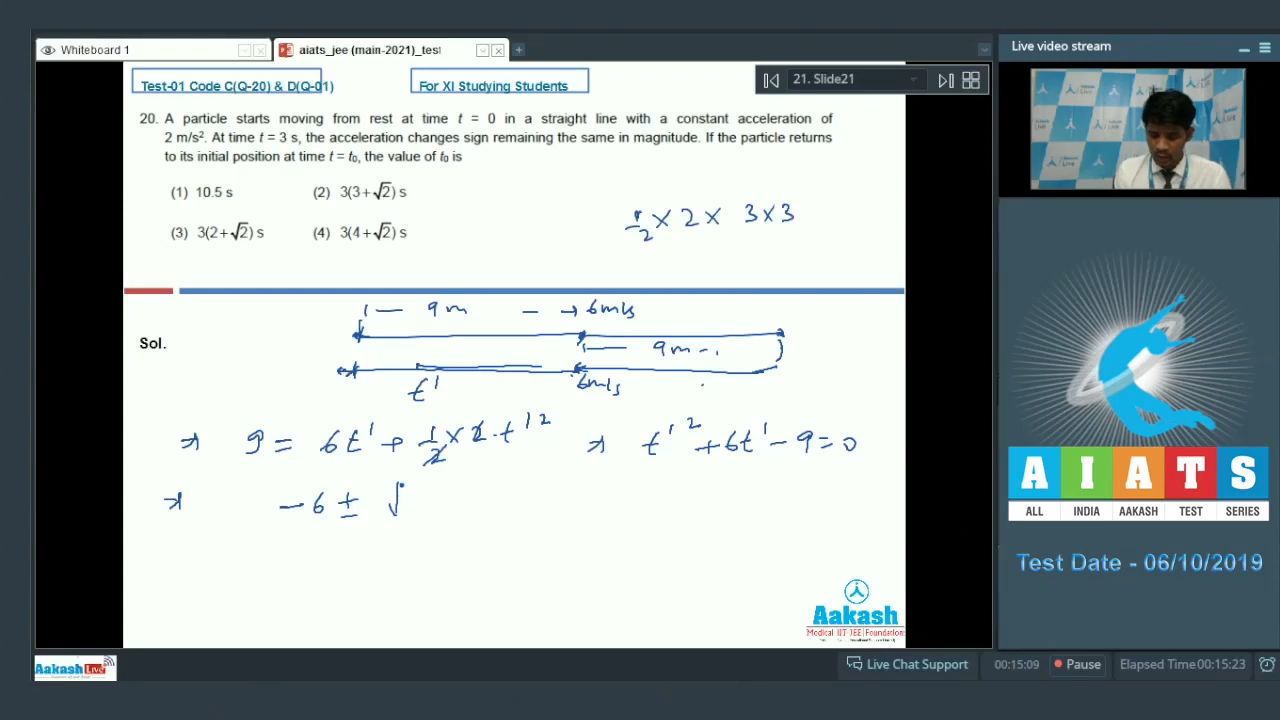 Whiteboard 1
aiats_jee (main-2021)_test
Live video stream
Test-01 Code C(Q-20) & D(Q-01)
For XI Studying Students
21. Slide21
20. A particle starts moving from rest at time t = 0 in a straight line with a constant acceleration of
2 m/s². At time t = 3 s, the acceleration changes sign remaining the same in magnitude. If the particle returns
to its initial position at time t = t₀, the value of t₀ is
(1) 10.5 s
(2) 3(3+√2) s
(3) 3(2+√2) s
(4) 3(4+√2) s
1/2 × 2 × 3 × 3
9 m
6 m/s
Sol.
9 m
6 m/s
t'
⇒ 9 = 6t' + 1/2 × 2 · t'² ⇒ t'² + 6t' - 9 = 0
⇒ - 6 ± √
A I A T S
ALL INDIA AAKASH TEST SERIES
Test Date - 06/10/2019
Aakash
Medical IIT-JEE Foundations
Aakash Live
Live Chat Support
00:15:09
Pause
Elapsed Time 00:15:23